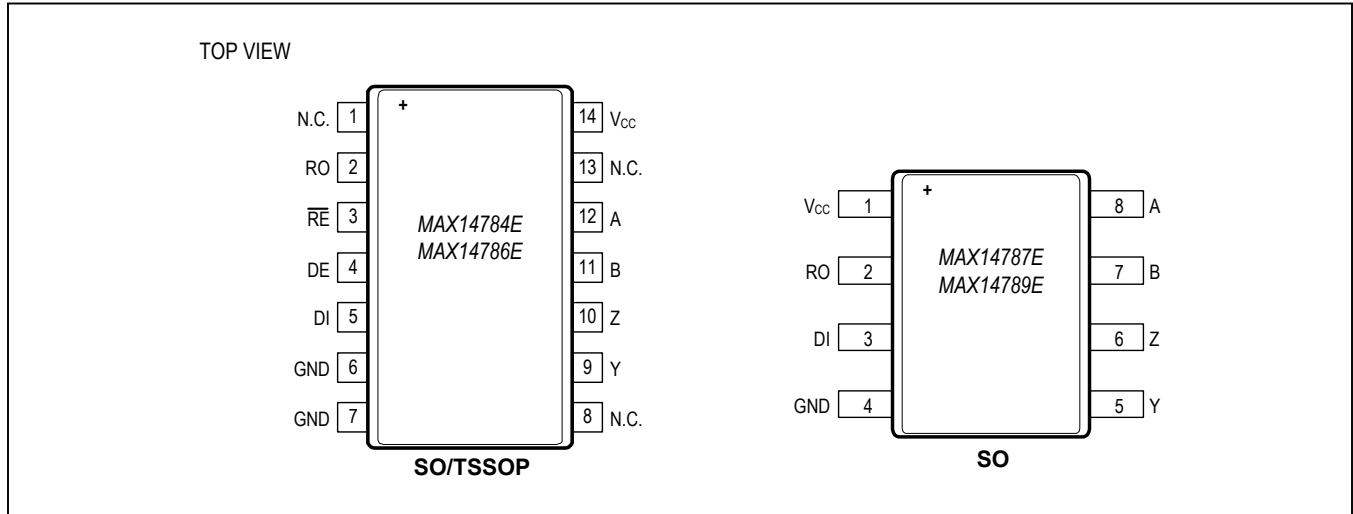 TOP VIEW
N.C. 1
RO 2
R̅E̅ 3
DE 4
DI 5
GND 6
GND 7
+
MAX14784E
MAX14786E
14 VCC
13 N.C.
12 A
11 B
10 Z
9 Y
8 N.C.
SO/TSSOP
VCC 1
RO 2
DI 3
GND 4
+
MAX14787E
MAX14789E
8 A
7 B
6 Z
5 Y
SO